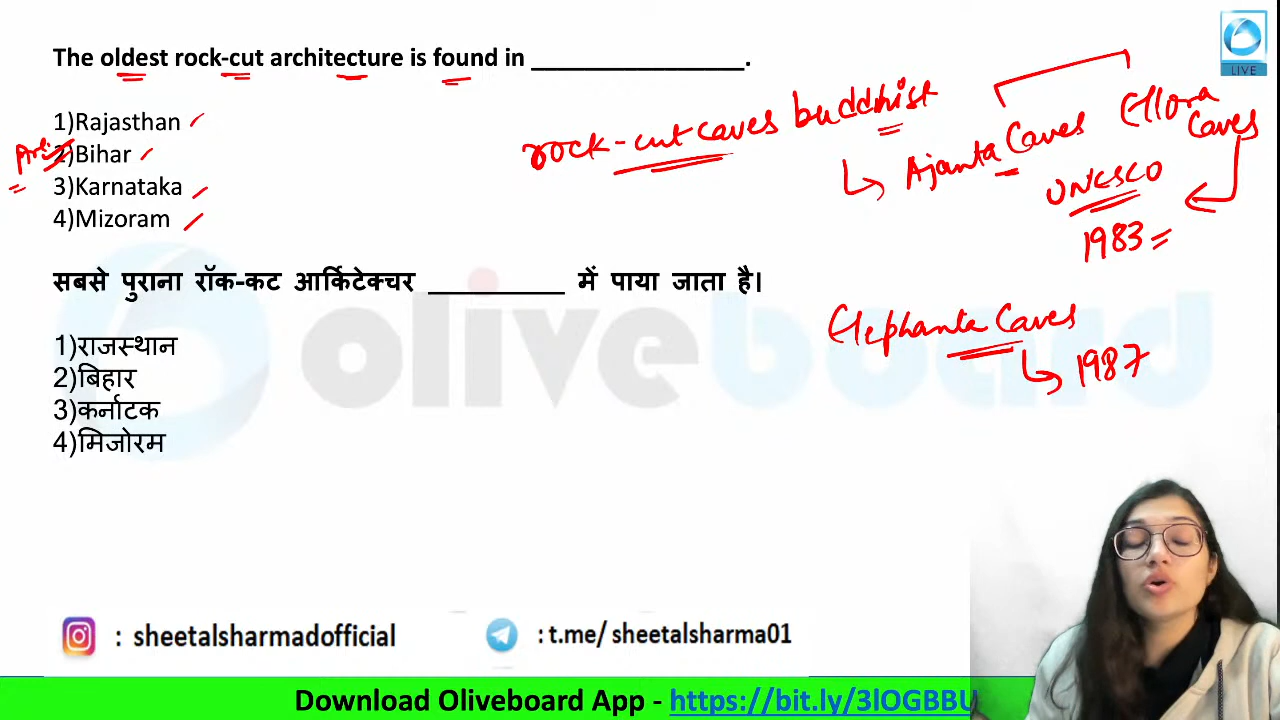 The oldest rock-cut architecture is found in _________________.
1)Rajasthan
2)Bihar
3)Karnataka
4)Mizoram
rock-cut caves buddhist
Ajanta Caves
Ellora Caves
UNESCO
1983
LIVE
सबसे पुराना रॉक-कट आर्किटेक्चर __________ में पाया जाता है।
1)राजस्थान
2)बिहार
3)कर्नाटक
4)मिजोरम
Elephanta Caves
1987
oliveboard
: sheetalsharmadofficial
: t.me/ sheetalsharma01
Download Oliveboard App - https://bit.ly/3lOGBBU